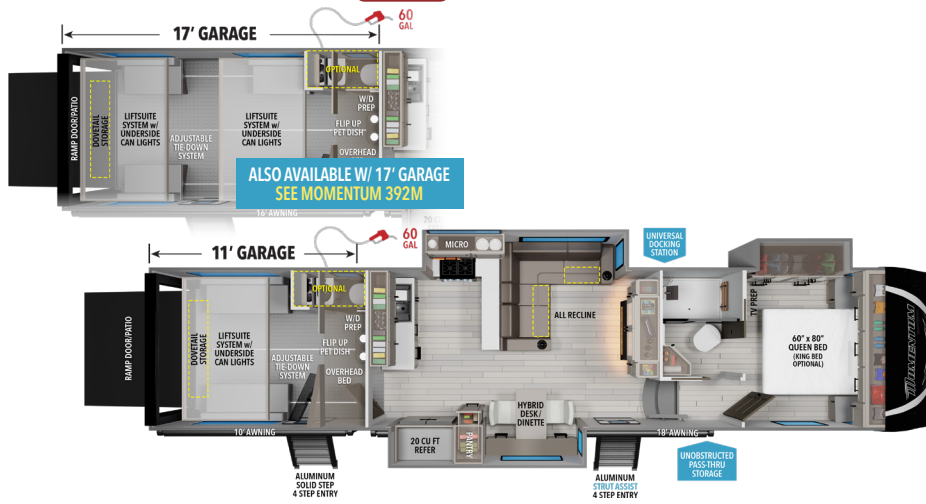 60
GAL
17' GARAGE
OPTIONAL
W/D
PREP
FLIP UP
PET DISH
OVERHEAD
RAMP DOOR/PATIO
DOVETAIL
STORAGE
LIFTSUITE
SYSTEM w/
UNDERSIDE
CAN LIGHTS
ADJUSTABLE
TIE-DOWN
SYSTEM
LIFTSUITE
SYSTEM w/
UNDERSIDE
CAN LIGHTS
ALSO AVAILABLE W/ 17' GARAGE
SEE MOMENTUM 392M
16' AWNING
60
GAL
11' GARAGE
OPTIONAL
W/D
PREP
FLIP UP
PET DISH
OVERHEAD
BED
RAMP DOOR/PATIO
DOVETAIL
STORAGE
LIFTSUITE
SYSTEM w/
UNDERSIDE
CAN LIGHTS
ADJUSTABLE
TIE-DOWN
SYSTEM
10' AWNING
ALUMINUM
SOLID STEP
4 STEP ENTRY
MICRO
ALL RECLINE
UNIVERSAL
DOCKING
STATION
TV PREP
60" x 80"
QUEEN BED
(KING BED
OPTIONAL)
MOMENTUM
HYBRID
DESK/
DINETTE
20 CU FT
REFER
PANTRY
18' AWNING
ALUMINUM
STRUT ASSIST
4 STEP ENTRY
UNOBSTRUCTED
PASS-THRU
STORAGE